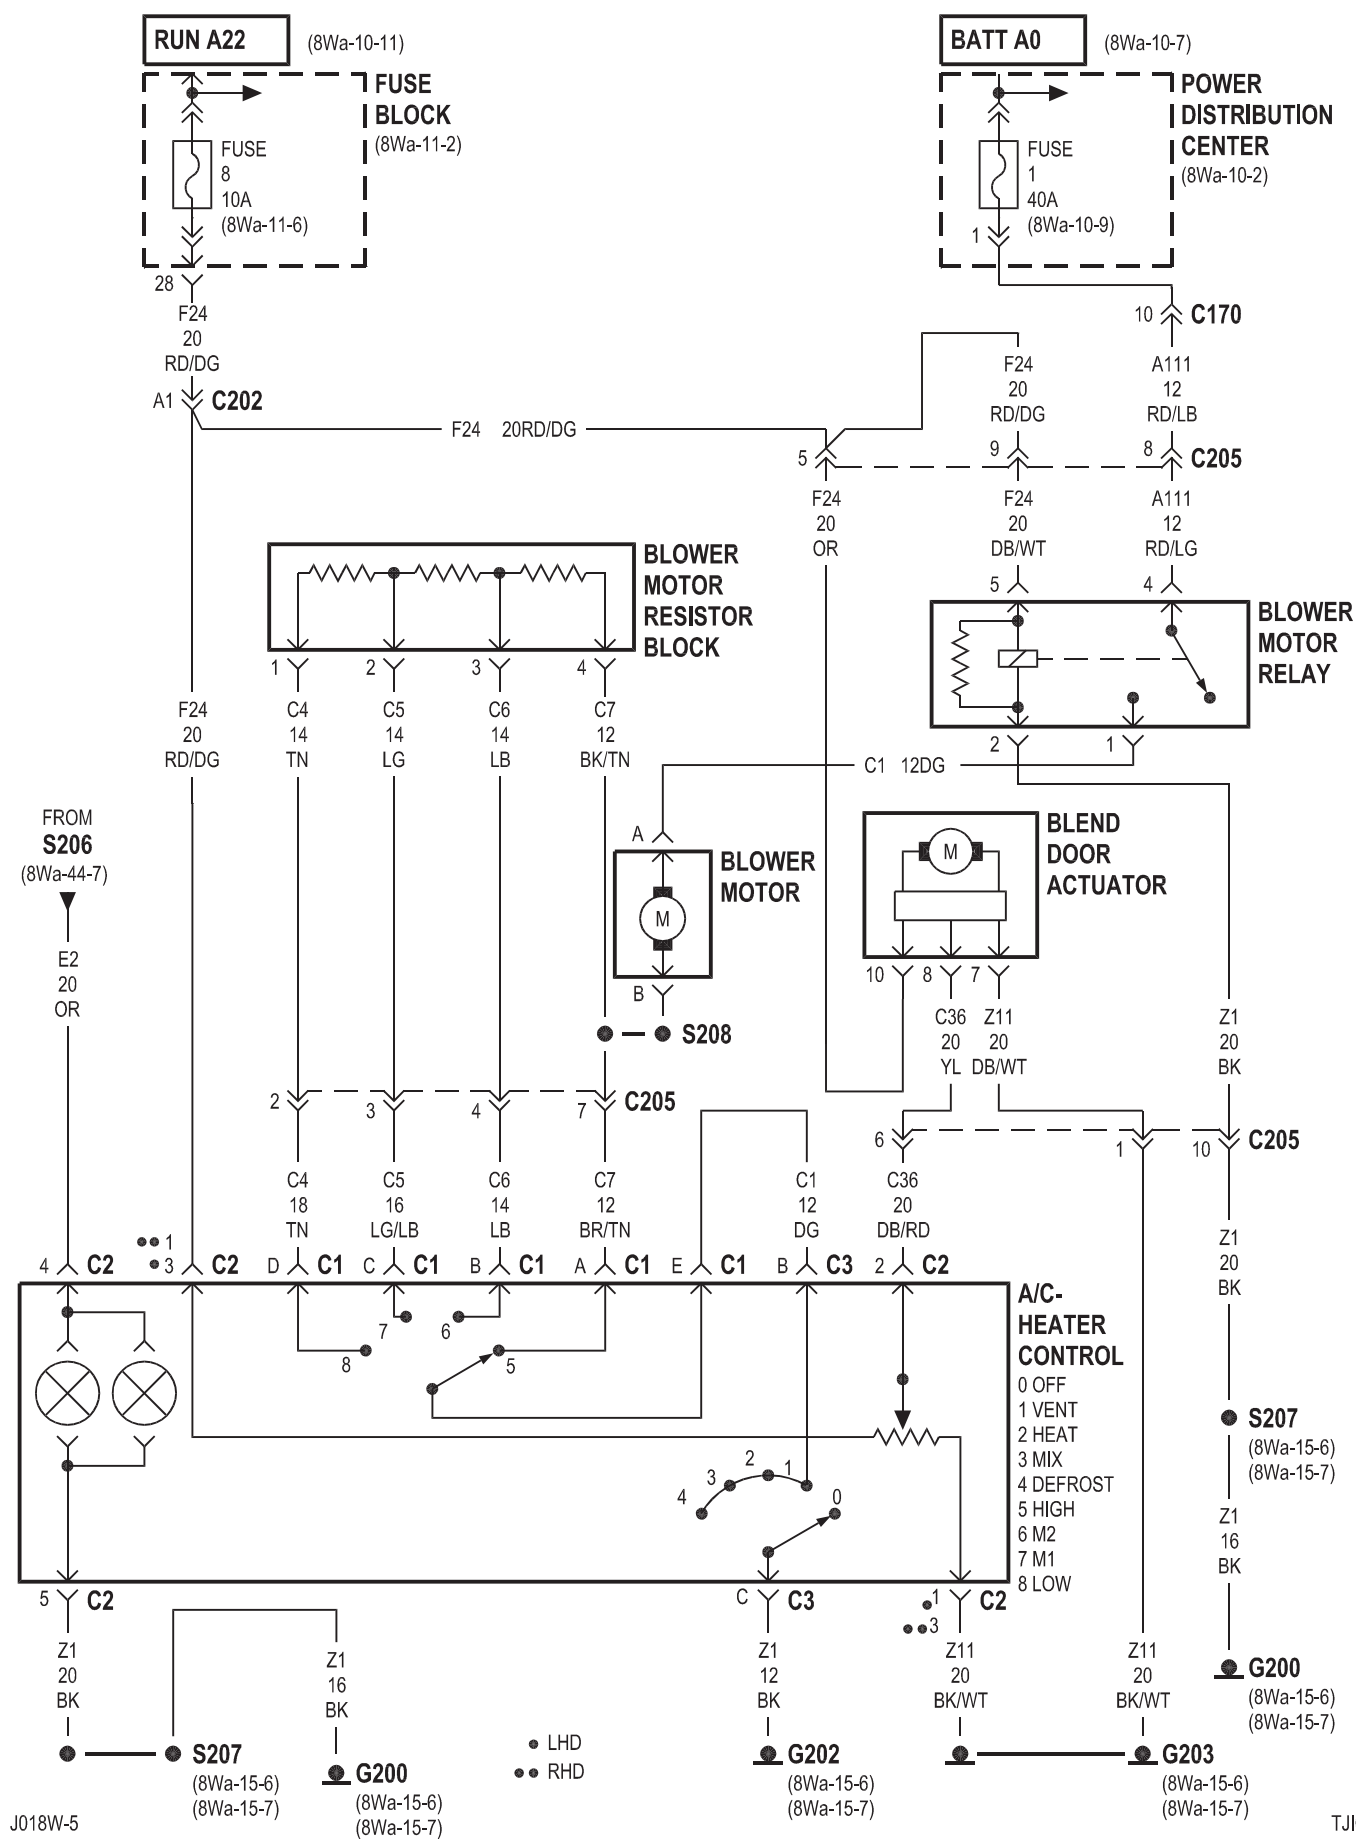 RUN A22
(8Wa-10-11)
BATT A0
(8Wa-10-7)
FUSE
BLOCK
(8Wa-11-2)
FUSE
8
10A
(8Wa-11-6)
POWER
DISTRIBUTION
CENTER
(8Wa-10-2)
FUSE
1
40A
(8Wa-10-9)
1
28
F24
20
RD/DG
10
C170
A1
C202
F24 20RD/DG
F24
20
RD/DG
A111
12
RD/LB
5
9
8
C205
F24
20
OR
F24
20
DB/WT
A111
12
RD/LG
5
4
BLOWER
MOTOR
RESISTOR
BLOCK
BLOWER
MOTOR
RELAY
1
2
3
4
F24
20
RD/DG
C4
14
TN
C5
14
LG
C6
14
LB
C7
12
BK/TN
2
1
C1 12DG
FROM
S206
(8Wa-44-7)
A
M
BLOWER
MOTOR
B
M
BLEND
DOOR
ACTUATOR
10
8
7
E2
20
OR
S208
C36
20
YL
Z11
20
DB/WT
Z1
20
BK
2
3
4
7
C205
6
1
10
C205
C4
18
TN
C5
16
LG/LB
C6
14
LB
C7
12
BR/TN
C1
12
DG
C36
20
DB/RD
Z1
20
BK
4
C2
1
3
C2
D
C1
C
C1
B
C1
A
C1
E
C1
B
C3
2
C2
7
6
8
5
A/C-
HEATER
CONTROL
0 OFF
1 VENT
2 HEAT
3 MIX
4 DEFROST
5 HIGH
6 M2
7 M1
8 LOW
4
3
2
1
0
S207
(8Wa-15-6)
(8Wa-15-7)
Z1
16
BK
5
C2
C
C3
1
3
C2
Z1
20
BK
Z1
16
BK
Z1
12
BK
Z11
20
BK/WT
Z11
20
BK/WT
G200
(8Wa-15-6)
(8Wa-15-7)
S207
(8Wa-15-6)
(8Wa-15-7)
G200
(8Wa-15-6)
(8Wa-15-7)
LHD
RHD
G202
(8Wa-15-6)
(8Wa-15-7)
G203
(8Wa-15-6)
(8Wa-15-7)
J018W-5